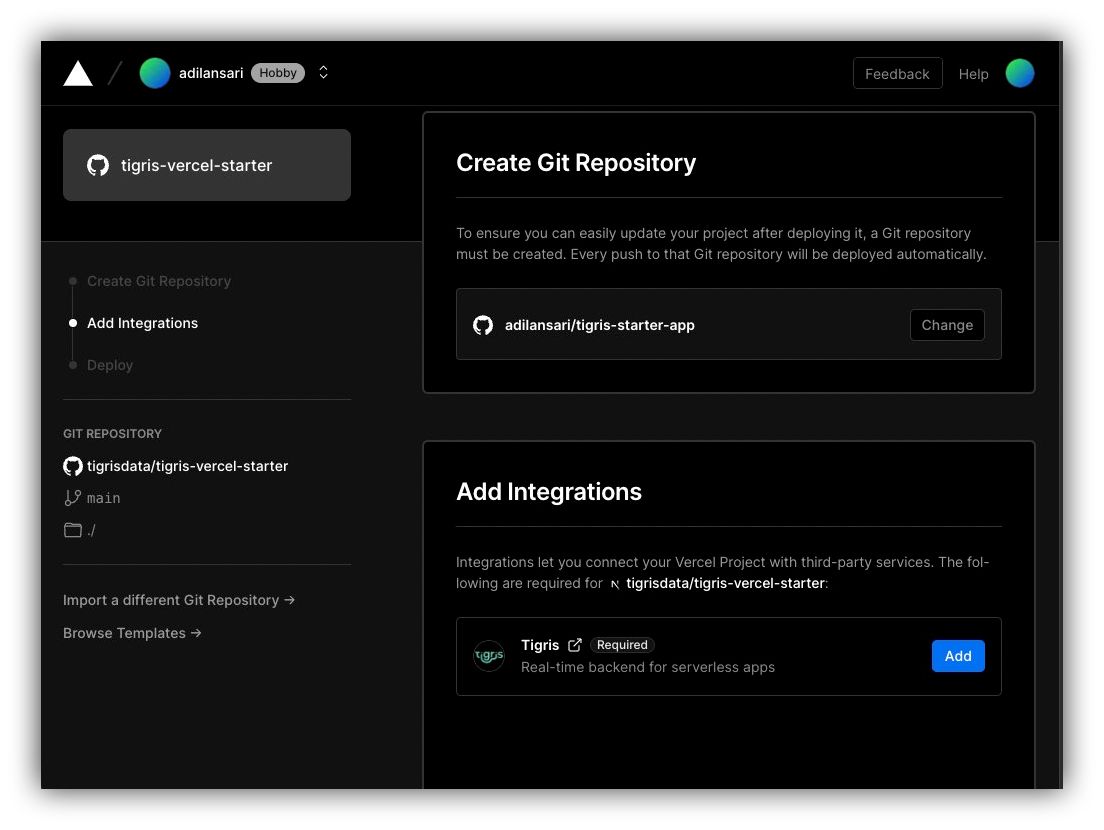 adilansari Hobby
Feedback Help
tigris-vercel-starter
Create Git Repository
Add Integrations
Deploy
GIT REPOSITORY
tigrisdata/tigris-vercel-starter
main
./
Import a different Git Repository →
Browse Templates →
Create Git Repository
To ensure you can easily update your project after deploying it, a Git repository
must be created. Every push to that Git repository will be deployed automatically.
adilansari/tigris-starter-app Change
Add Integrations
Integrations let you connect your Vercel Project with third-party services. The fol-
lowing are required for tigrisdata/tigris-vercel-starter:
TIGRIS
Tigris Required
Real-time backend for serverless apps
Add